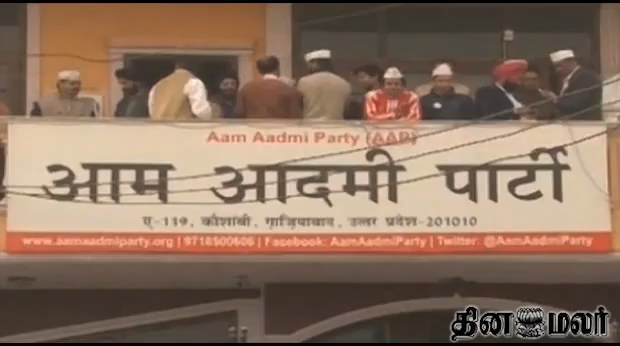 Aam Aadmi Party (AAP)
आम आदमी पार्टी
ए-119, कौशांबी, ग़ाज़ियाबाद, उत्तर प्रदेश-201010
www.aamaadmiparty.org | 9718500606 | Facebook: AamAadmiParty | Twitter: @AamAadmiParty
தினமலர்